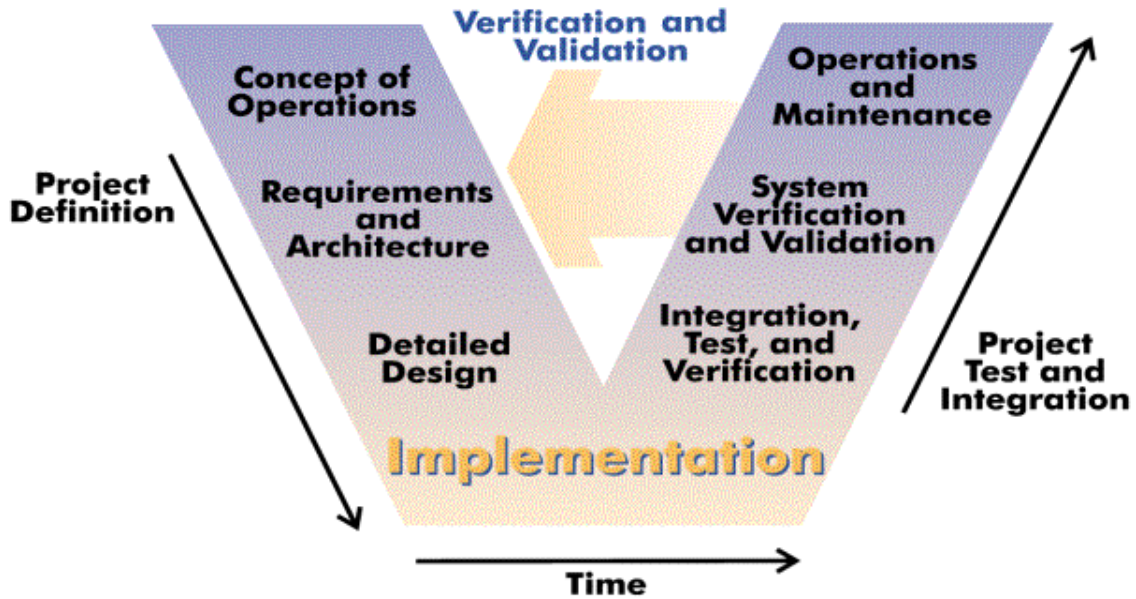 Verification and
Validation
Concept of
Operations
Operations
and
Maintenance
Project
Definition
Requirements
and
Architecture
System
Verification
and Validation
Detailed
Design
Integration,
Test, and
Verification
Project
Test and
Integration
Implementation
Time